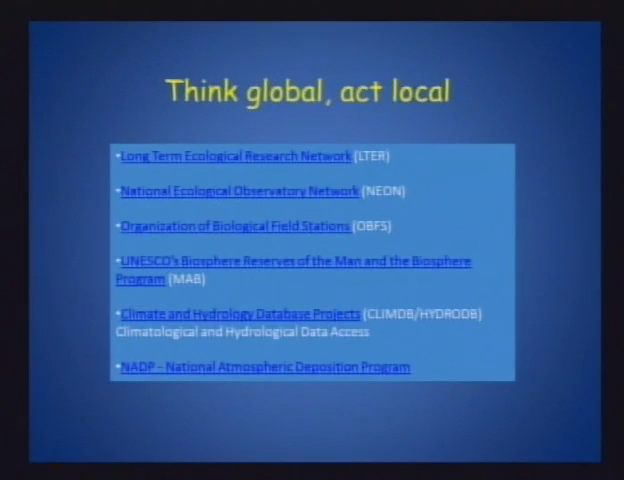 Think global, act local
•Long Term Ecological Research Network (LTER)
•National Ecological Observatory Network (NEON)
•Organization of Biological Field Stations (OBFS)
•UNESCO's Biosphere Reserves of the Man and the Biosphere
Program (MAB)
•Climate and Hydrology Database Projects (CLIMDB/HYDRODB)
Climatological and Hydrological Data Access
•NADP - National Atmospheric Deposition Program